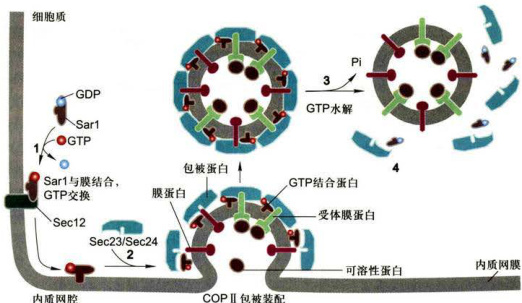 细胞质
GDP
Sar1
1
GTP
Sar1与膜结合,
GTP交换
Sec12
Sec23/Sec24
2
包被蛋白
膜蛋白
GTP结合蛋白
受体膜蛋白
可溶性蛋白
3
Pi
GTP水解
4
内质网膜
内质网腔
COPⅡ包被装配